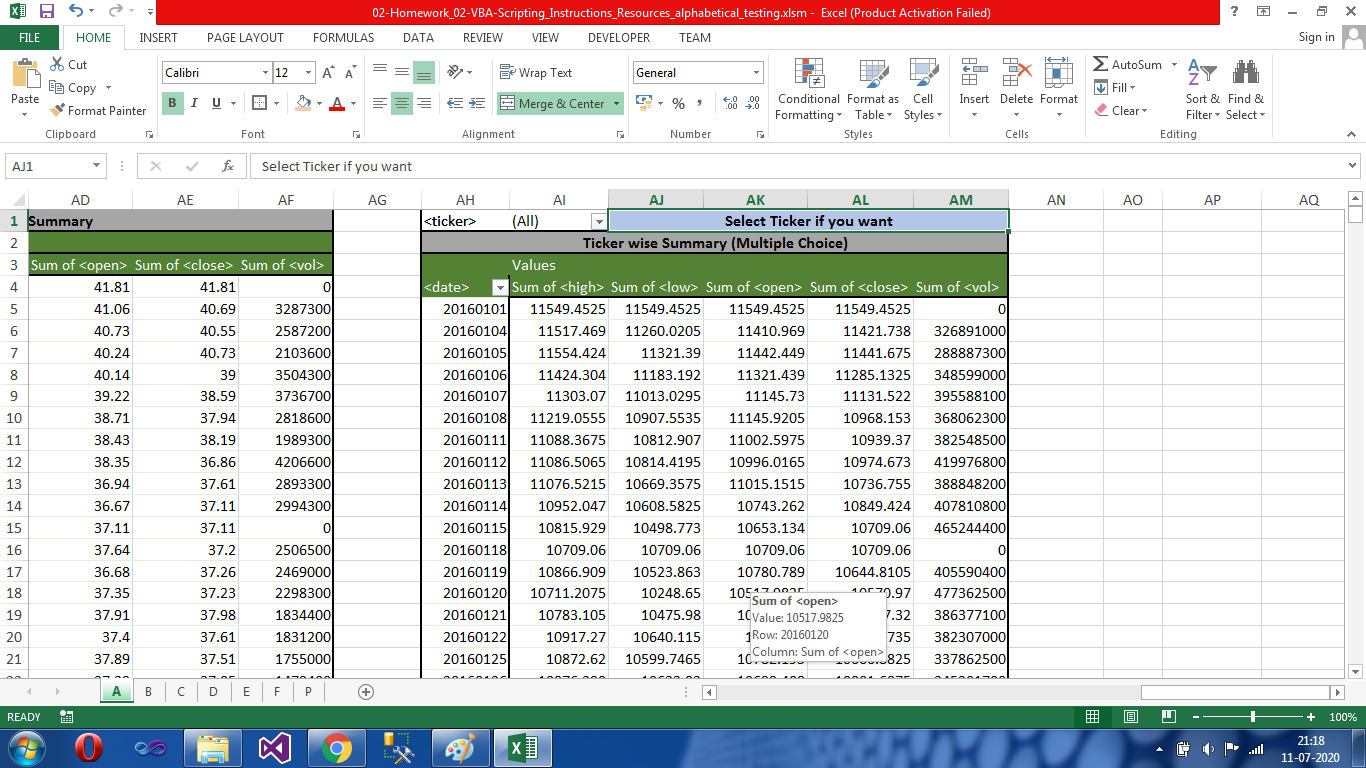 02-Homework_02-VBA-Scripting_Instructions_Resources_alphabetical_testing.xlsm - Excel (Product Activation Failed)
FILE HOME INSERT PAGE LAYOUT FORMULAS DATA REVIEW VIEW DEVELOPER TEAM Sign in
Paste Cut Copy Format Painter
Calibri 12
B I U
Wrap Text
Merge & Center
General
Conditional Formatting Format as Table Cell Styles
Insert Delete Format
AutoSum Fill Clear
Sort & Filter Find & Select
Clipboard Font Alignment Number Styles Cells Editing
AJ1 fx Select Ticker if you want
AD AE AF AG AH AI AJ AK AL AM AN AO AP AQ
1 Summary <ticker> (All) Select Ticker if you want
2 Ticker wise Summary (Multiple Choice)
3 Sum of <open> Sum of <close> Sum of <vol> Values
4 41.81 41.81 0 <date> Sum of <high> Sum of <low> Sum of <open> Sum of <close> Sum of <vol>
5 41.06 40.69 3287300 20160101 11549.4525 11549.4525 11549.4525 11549.4525 0
6 40.73 40.55 2587200 20160104 11517.469 11260.0205 11410.969 11421.738 326891000
7 40.24 40.73 2103600 20160105 11554.424 11321.39 11442.449 11441.675 288887300
8 40.14 39 3504300 20160106 11424.304 11183.192 11321.439 11285.1325 348599000
9 39.22 38.59 3736700 20160107 11303.07 11013.0295 11145.73 11131.522 395588100
10 38.71 37.94 2818600 20160108 11219.0555 10907.5535 11145.9205 10968.153 368062300
11 38.43 38.19 1989300 20160111 11088.3675 10812.907 11002.5975 10939.37 382548500
12 38.35 36.86 4206600 20160112 11086.5065 10814.4195 10996.0165 10974.673 419976800
13 36.94 37.61 2893300 20160113 11076.5215 10669.3575 11015.1515 10736.755 388848200
14 36.67 37.11 2994300 20160114 10952.047 10608.5825 10743.262 10849.424 407810800
15 37.11 37.11 0 20160115 10815.929 10498.773 10653.134 10709.06 465244400
16 37.64 37.2 2506500 20160118 10709.06 10709.06 10709.06 10709.06 0
17 36.68 37.26 2469000 20160119 10866.909 10523.863 10780.789 10644.8105 405590400
18 37.35 37.23 2298300 20160120 10711.2075 10248.65 10517.9825 10570.97 477362500
19 37.91 37.98 1834400 20160121 10783.105 10475.98 386377100
20 37.4 37.61 1831200 20160122 10917.27 10640.115 382307000
21 37.89 37.51 1755000 20160125 10872.62 10599.7465 337862500
Sum of <open>
Value: 10517.9825
Row: 20160120
Column: Sum of <open>
A B C D E F P
READY 100%
21:18
11-07-2020